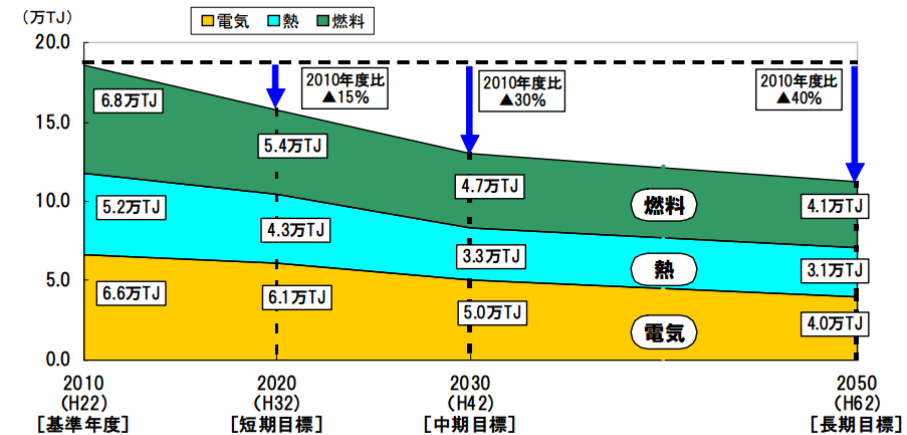 (万TJ)
電気 熱 燃料
20.0
15.0
10.0
5.0
0.0
2010年度比
▲15%
2010年度比
▲30%
2010年度比
▲40%
6.8万TJ
5.4万TJ
4.7万TJ
4.1万TJ
燃料
5.2万TJ
4.3万TJ
3.3万TJ
3.1万TJ
熱
6.6万TJ
6.1万TJ
5.0万TJ
4.0万TJ
電気
2010 2020 2030 2050
(H22) (H32) (H42) (H62)
[基準年度] [短期目標] [中期目標] [長期目標]